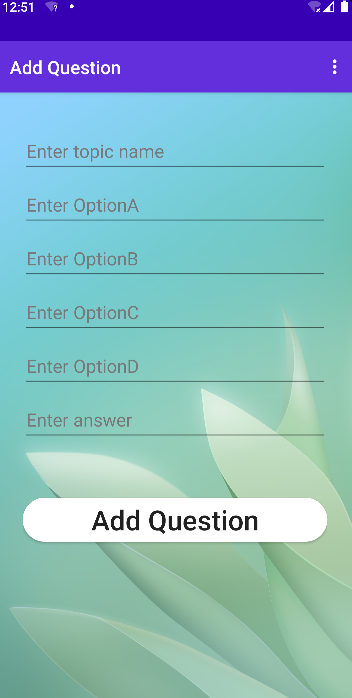 12:51
Add Question
Enter topic name
Enter OptionA
Enter OptionB
Enter OptionC
Enter OptionD
Enter answer
Add Question